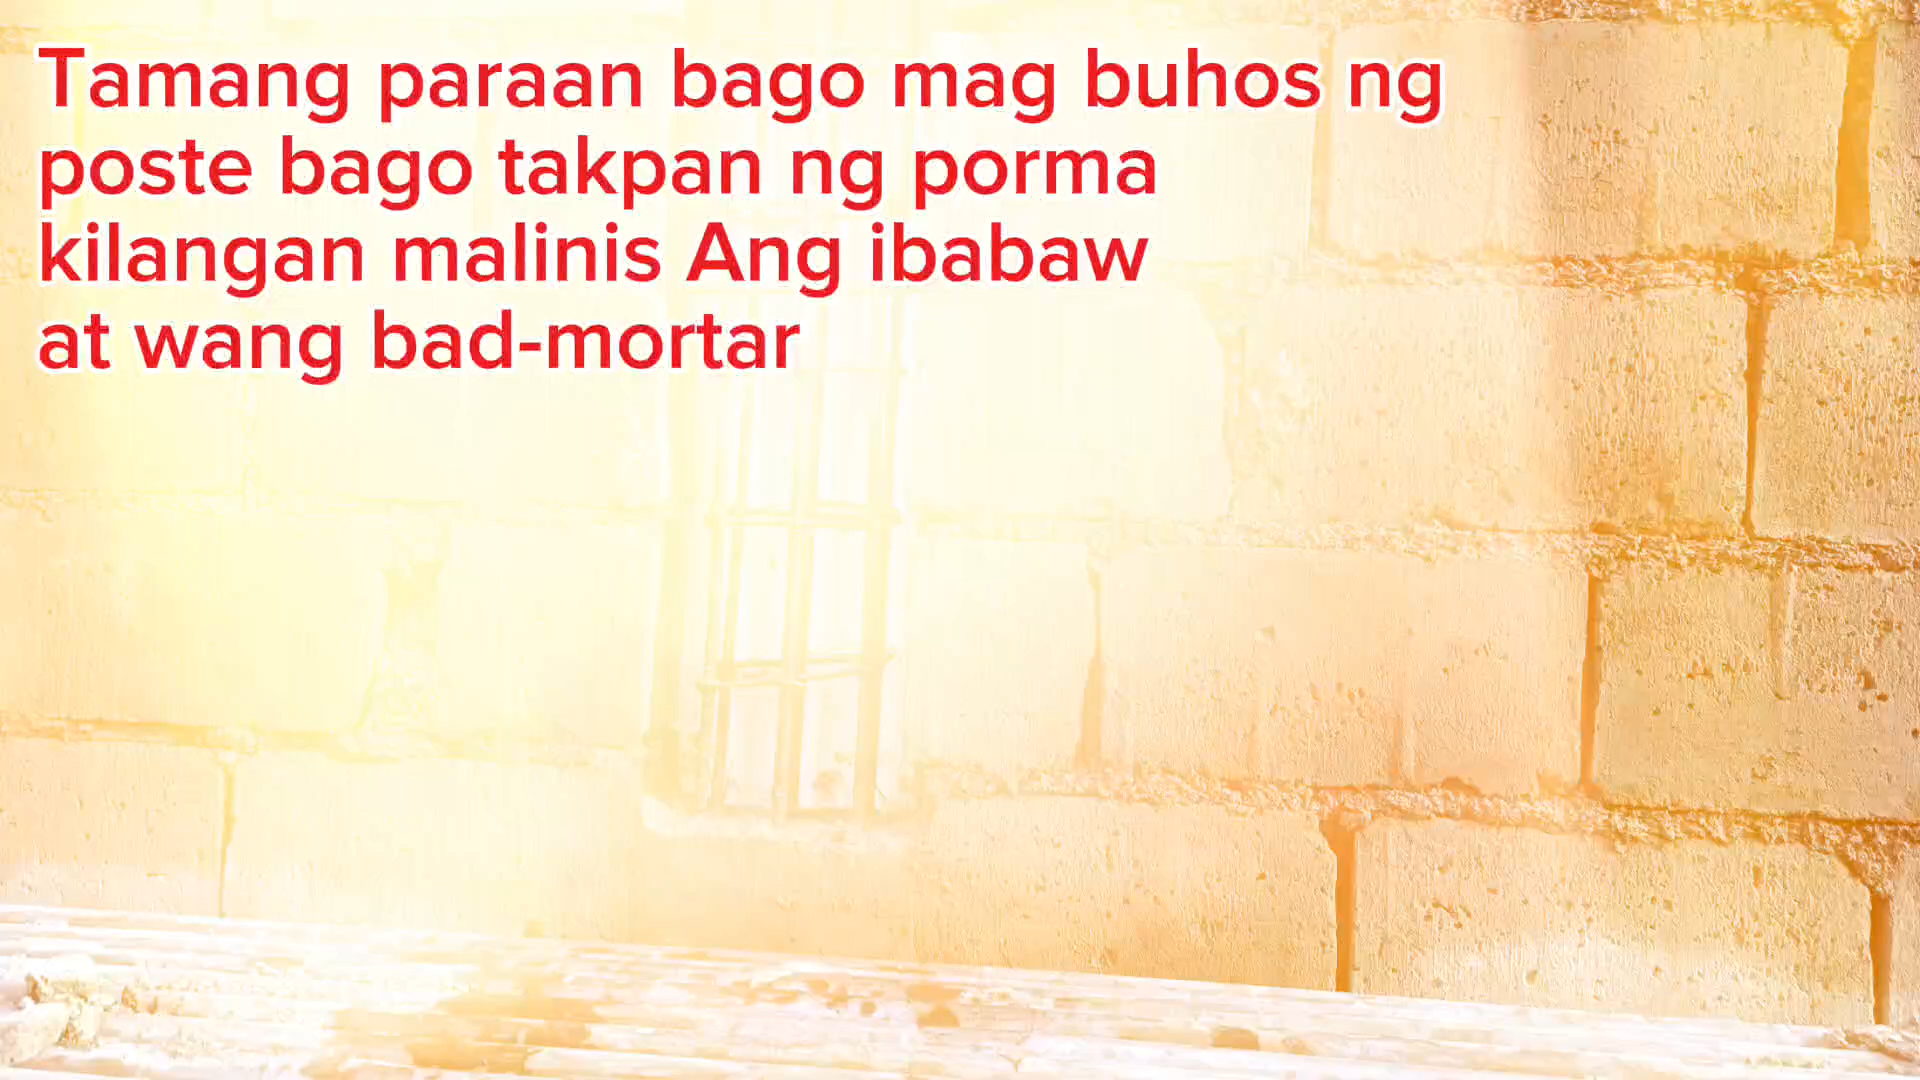 Tamang paraan bago mag buhos ng
poste bago takpan ng porma
kilangan malinis Ang ibabaw
at wang bad-mortar